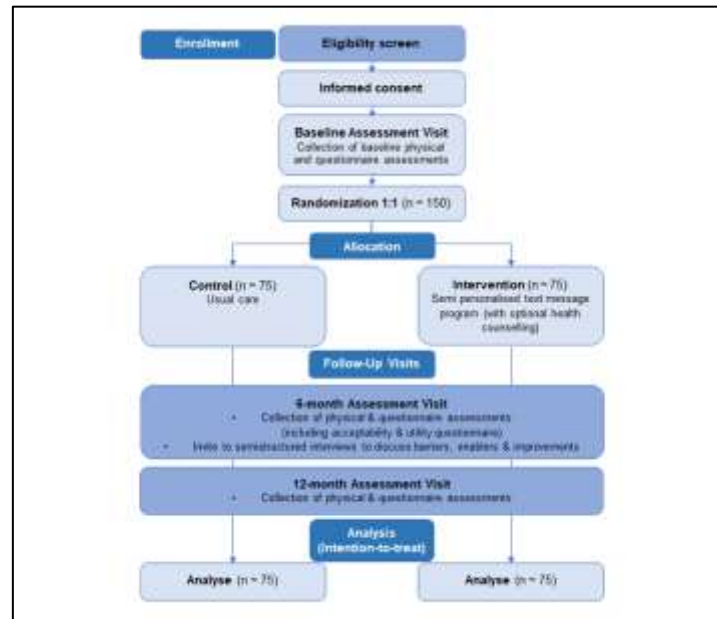 Enrollment
Eligibility screen
Informed consent
Baseline Assessment Visit
Collection of baseline physical
and questionnaire assessments
Randomization 1:1 (n = 150)
Allocation
Control (n = 75)
Usual care
Intervention (n = 75)
Semi personalised text message
program (with optional health
counselling)
Follow-Up Visits
6-month Assessment Visit
• Collection of physical & questionnaire assessments
(including acceptability & utility questionnaire)
• Invite to semistructured interviews to discuss barriers, enablers & improvements
12-month Assessment Visit
• Collection of physical & questionnaire assessments
Analysis
(Intention-to-treat)
Analyse (n = 75)
Analyse (n = 75)